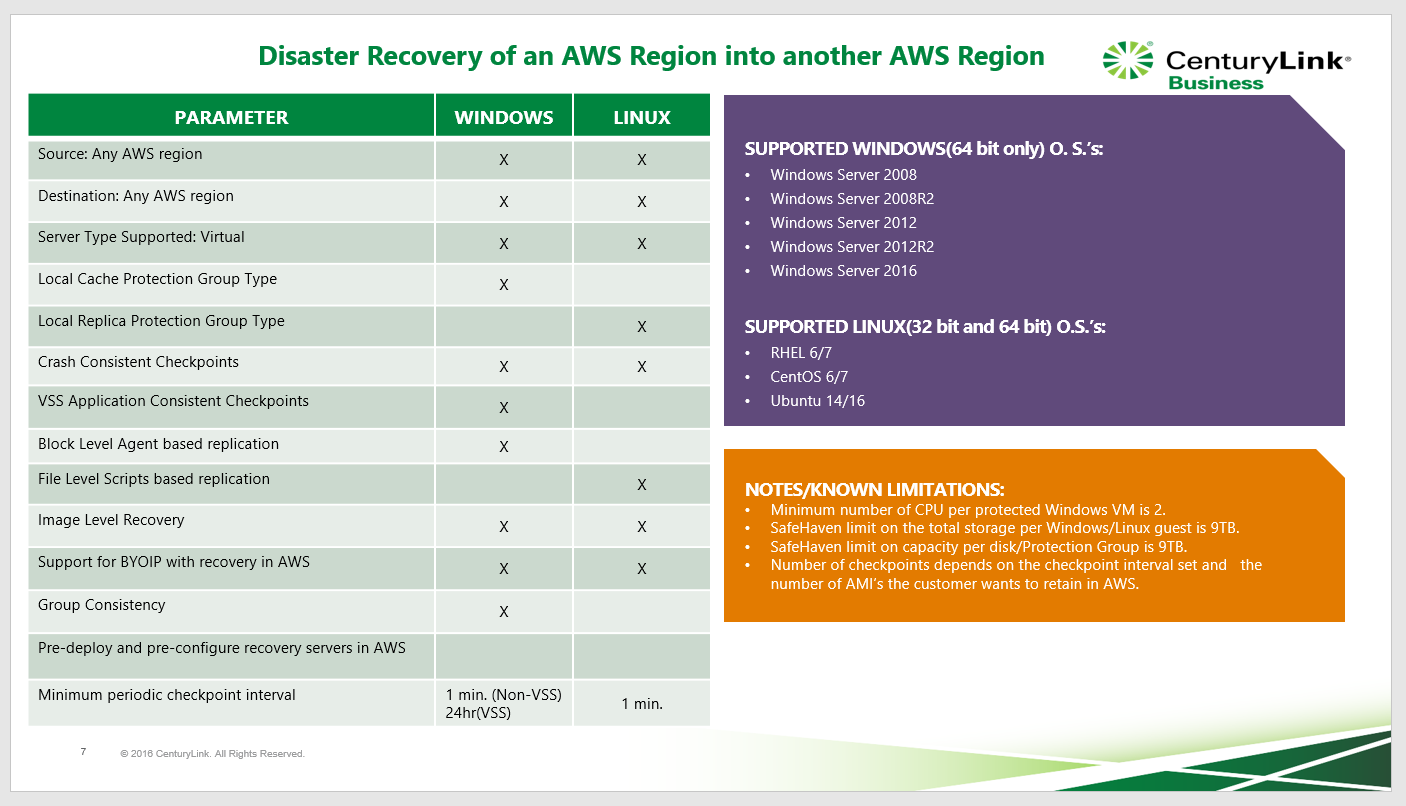 Disaster Recovery of an AWS Region into another AWS Region
CenturyLink®
Business
PARAMETER WINDOWS LINUX
Source: Any AWS region X X
Destination: Any AWS region X X
Server Type Supported: Virtual X X
Local Cache Protection Group Type X
Local Replica Protection Group Type X
Crash Consistent Checkpoints X X
VSS Application Consistent Checkpoints X
Block Level Agent based replication X
File Level Scripts based replication X
Image Level Recovery X X
Support for BYOIP with recovery in AWS X X
Group Consistency X
Pre-deploy and pre-configure recovery servers in AWS
Minimum periodic checkpoint interval 1 min. (Non-VSS) 1 min.
24hr(VSS)
SUPPORTED WINDOWS(64 bit only) O. S.’s:
• Windows Server 2008
• Windows Server 2008R2
• Windows Server 2012
• Windows Server 2012R2
• Windows Server 2016
SUPPORTED LINUX(32 bit and 64 bit) O.S.’s:
• RHEL 6/7
• CentOS 6/7
• Ubuntu 14/16
NOTES/KNOWN LIMITATIONS:
• Minimum number of CPU per protected Windows VM is 2.
• SafeHaven limit on the total storage per Windows/Linux guest is 9TB.
• SafeHaven limit on capacity per disk/Protection Group is 9TB.
• Number of checkpoints depends on the checkpoint interval set and the
number of AMI’s the customer wants to retain in AWS.
7 © 2016 CenturyLink. All Rights Reserved.